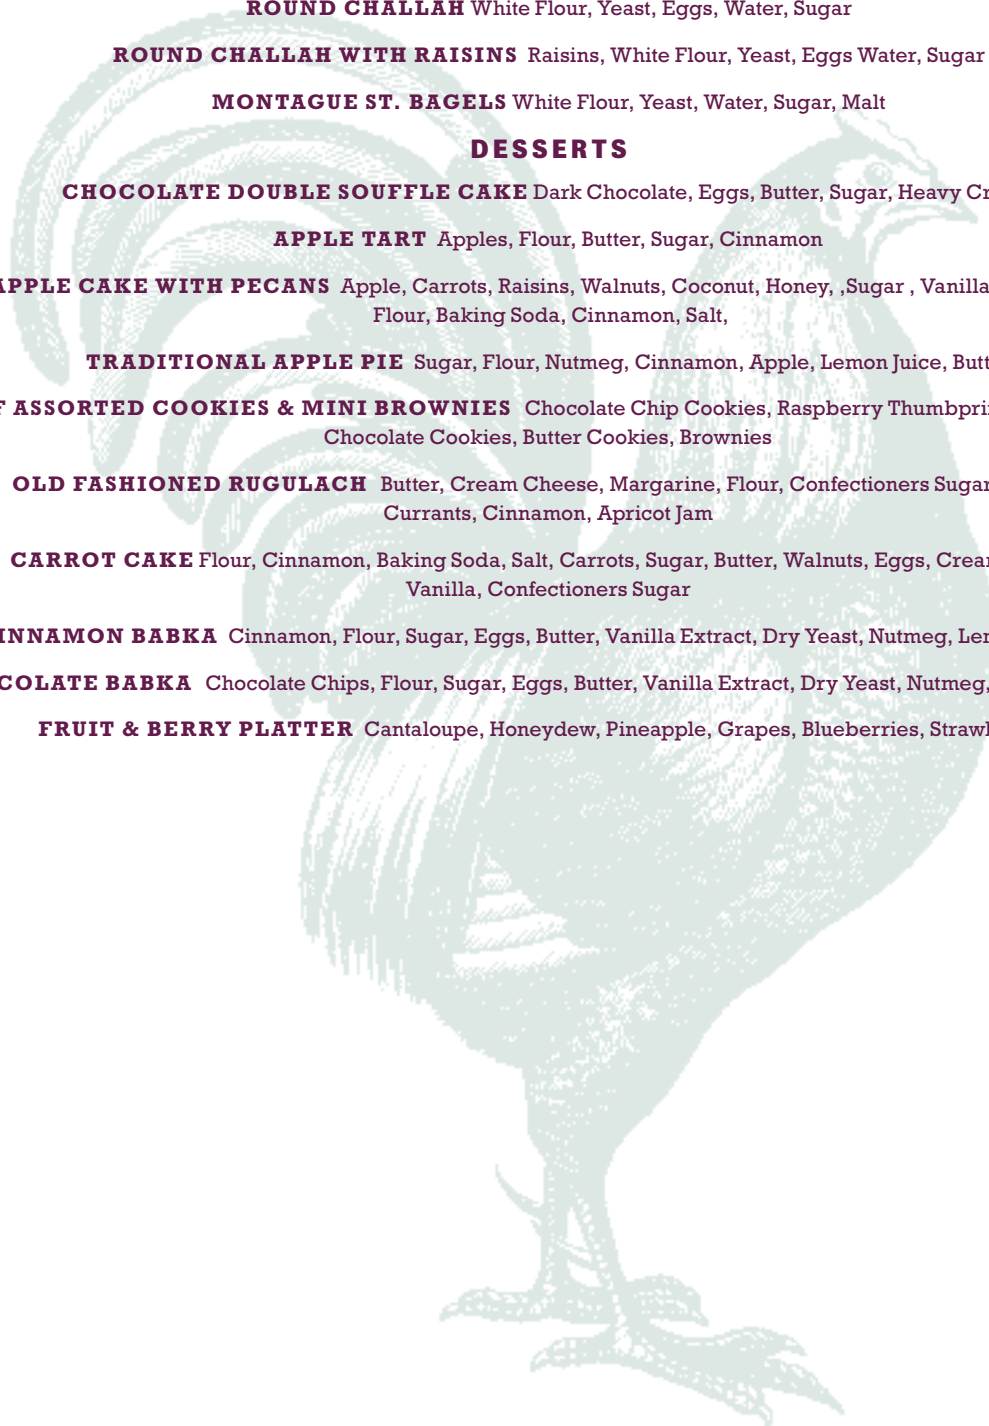 ROUND CHALLAH White Flour, Yeast, Eggs, Water, Sugar
ROUND CHALLAH WITH RAISINS Raisins, White Flour, Yeast, Eggs Water, Sugar
MONTAGUE ST. BAGELS White Flour, Yeast, Water, Sugar, Malt
DESSERTS
CHOCOLATE DOUBLE SOUFFLE CAKE Dark Chocolate, Eggs, Butter, Sugar, Heavy
APPLE TART Apples, Flour, Butter, Sugar, Cinnamon
APPLE CAKE WITH PECANS Apple, Carrots, Raisins, Walnuts, Coconut, Honey, ,Sugar , Vanilla
Flour, Baking Soda, Cinnamon, Salt,
TRADITIONAL APPLE PIE Sugar, Flour, Nutmeg, Cinnamon, Apple, Lemon Juice,
ASSORTED COOKIES & MINI BROWNIES Chocolate Chip Cookies, Raspberry
Chocolate Cookies, Butter Cookies, Brownies
OLD FASHIONED RUGULACH Butter, Cream Cheese, Margarine, Flour, Confectioners Sugar
Currants, Cinnamon, Apricot Jam
CARROT CAKE Flour, Cinnamon, Baking Soda, Salt, Carrots, Sugar, Butter, Walnuts, Eggs,
Vanilla, Confectioners Sugar
BABKA Cinnamon, Flour, Sugar, Eggs, Butter, Vanilla Extract, Dry Yeast, Nutmeg,
BABKA Chocolate Chips, Flour, Sugar, Eggs, Butter, Vanilla Extract, Dry Yeast, Nutmeg,
FRUIT & BERRY PLATTER Cantaloupe, Honeydew, Pineapple, Grapes, Blueberries,